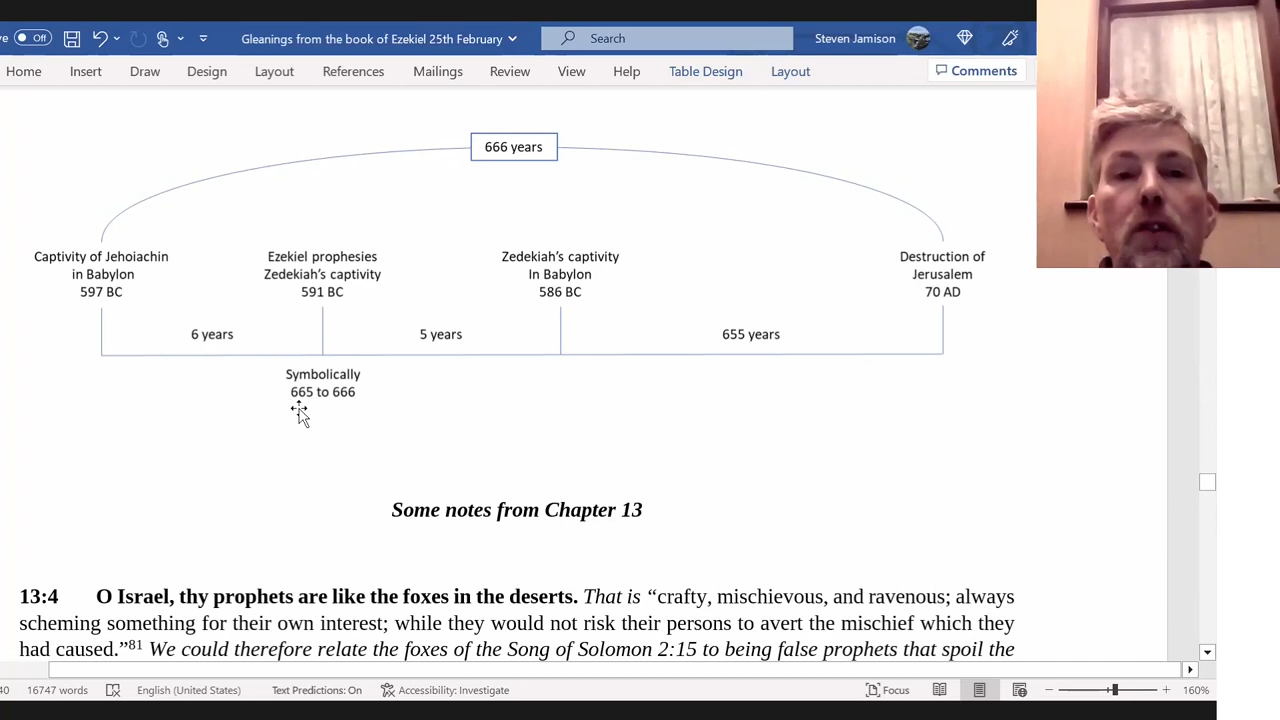 e Off Gleanings from the book of Ezekiel 25th February Search Steven Jamison
Home Insert Draw Design Layout References Mailings Review View Help Table Design Layout Comments
666 years
Captivity of Jehoiachin
in Babylon
597 BC
Ezekiel prophesies
Zedekiah's captivity
591 BC
Zedekiah's captivity
In Babylon
586 BC
Destruction of
Jerusalem
70 AD
6 years 5 years 655 years
Symbolically
665 to 666
Some notes from Chapter 13
13:4 O Israel, thy prophets are like the foxes in the deserts. That is “crafty, mischievous, and ravenous; always
scheming something for their own interest; while they would not risk their persons to avert the mischief which they
had caused.”81 We could therefore relate the foxes of the Song of Solomon 2:15 to being false prophets that spoil the
40 16747 words English (United States) Text Predictions: On Accessibility: Investigate Focus 160%